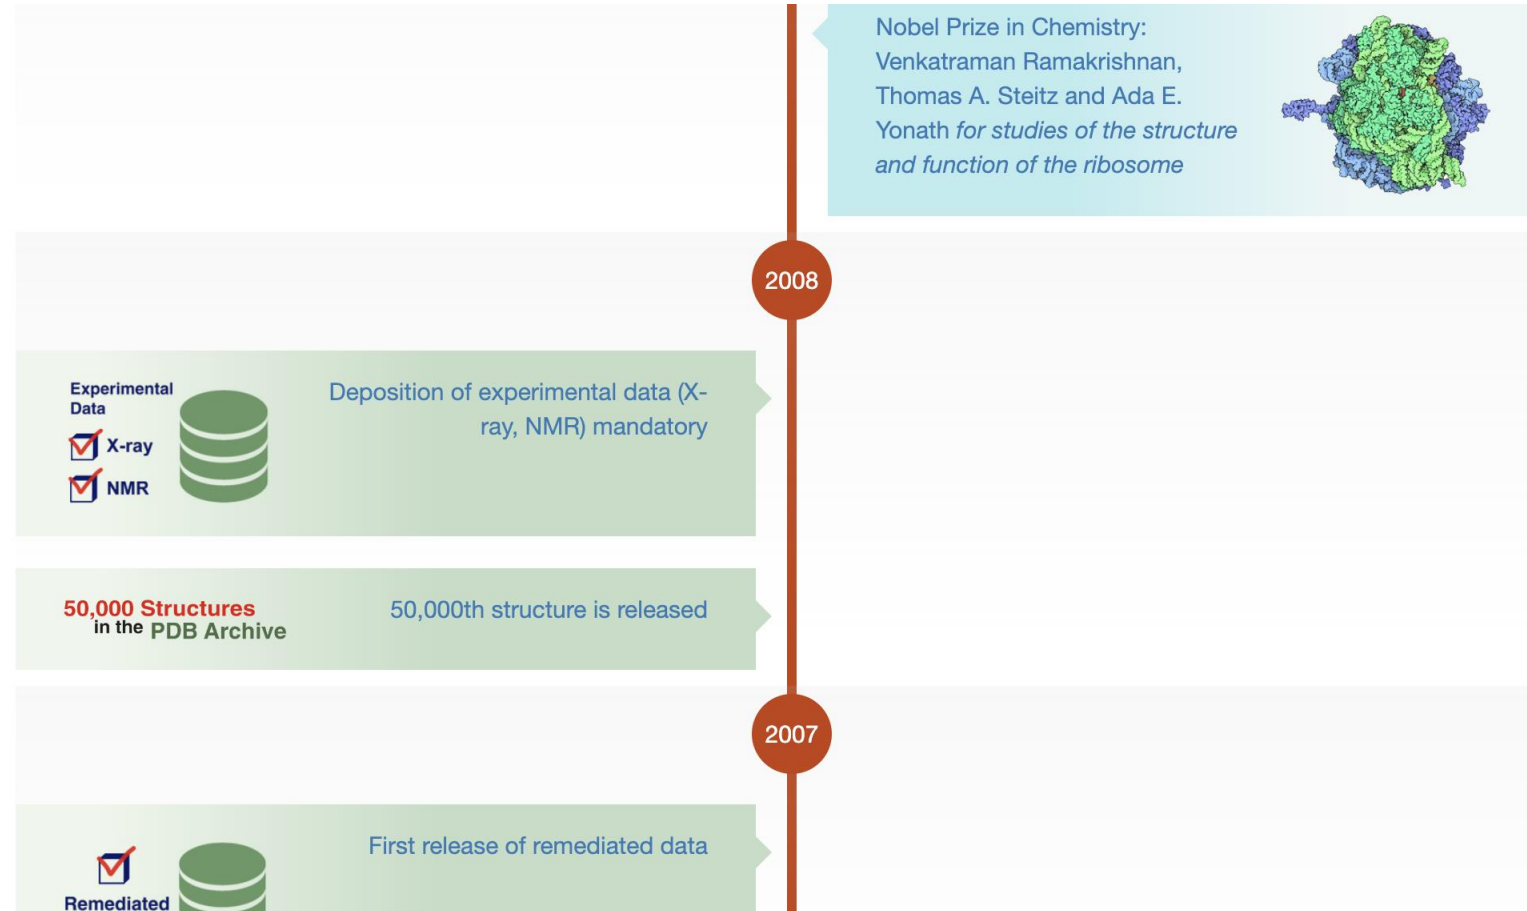 Nobel Prize in Chemistry:
Venkatraman Ramakrishnan,
Thomas A. Steitz and Ada E.
Yonath for studies of the structure
and function of the ribosome
2008
Experimental
Data
X-ray
NMR
Deposition of experimental data (X-
ray, NMR) mandatory
50,000 Structures
in the PDB Archive
50,000th structure is released
2007
Remediated
First release of remediated data